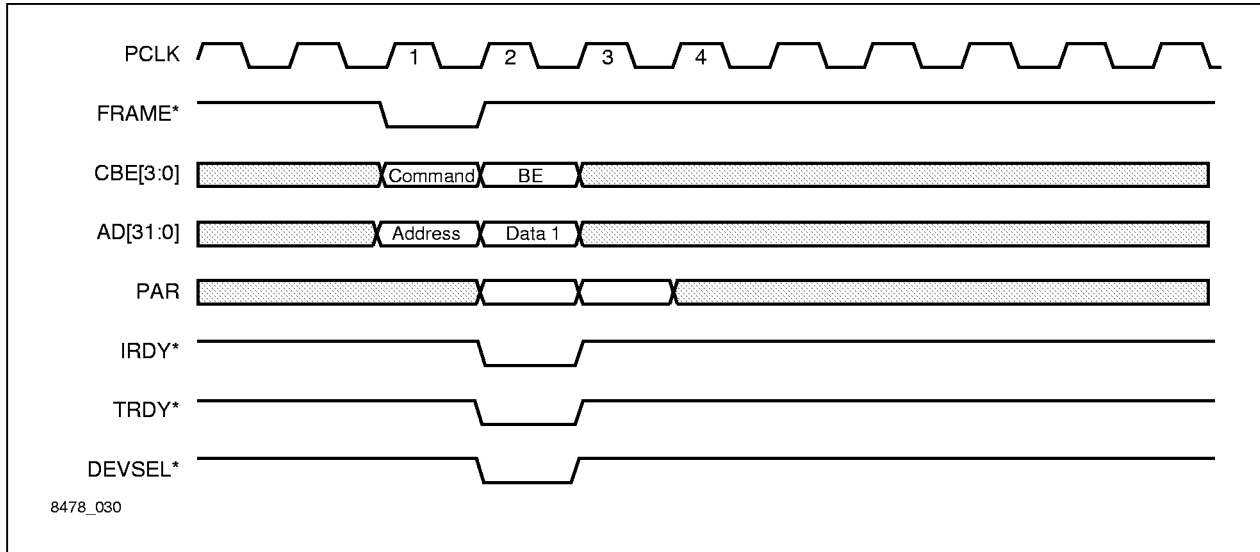 PCLK 1 2 3 4
FRAME*
CBE[3:0] Command BE
AD[31:0] Address Data 1
PAR
IRDY*
TRDY*
DEVSEL*
8478_030